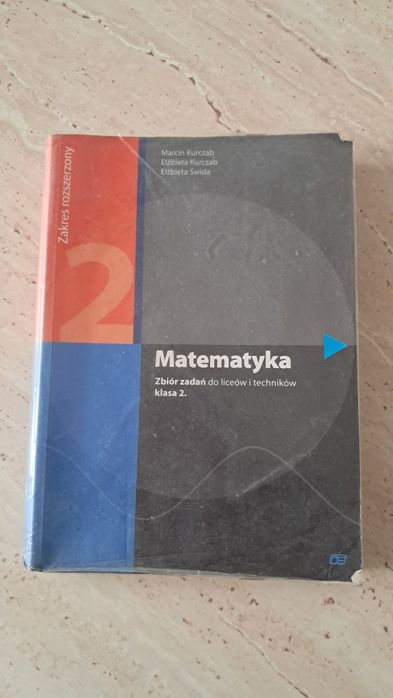 Marcin Kurczab
Elżbieta Kurczab
Elżbieta Świda
Zakres rozszerzony
2
Matematyka
Zbiór zadań do liceów i techników
klasa 2.